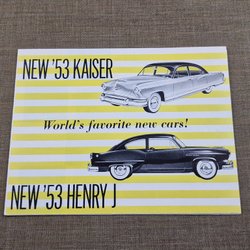 NEW '53 KAISER
World's favorite new cars!
NEW '53 HENRY J